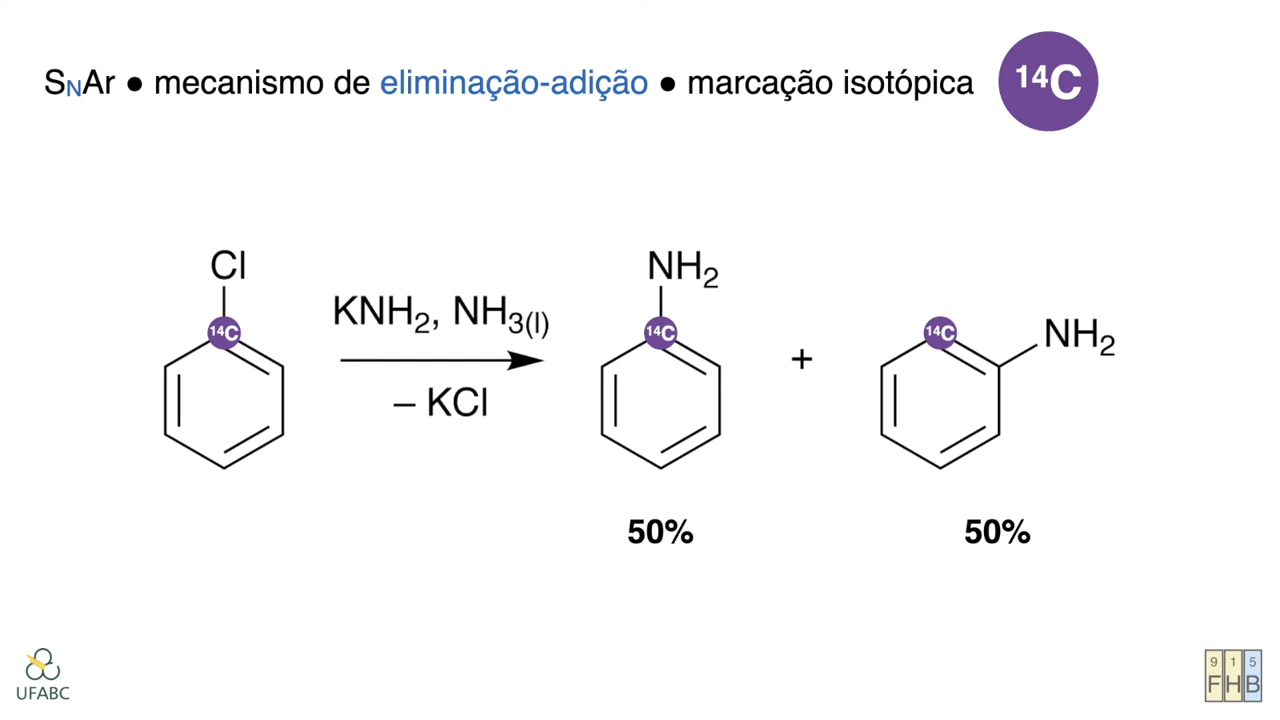 SNAr ● mecanismo de eliminação-adição ● marcação isotópica
14C
Cl
14C
KNH2, NH3(l)
– KCl
NH2
14C
+
14C
NH2
50%
50%
UFABC
9 1 5
F H B